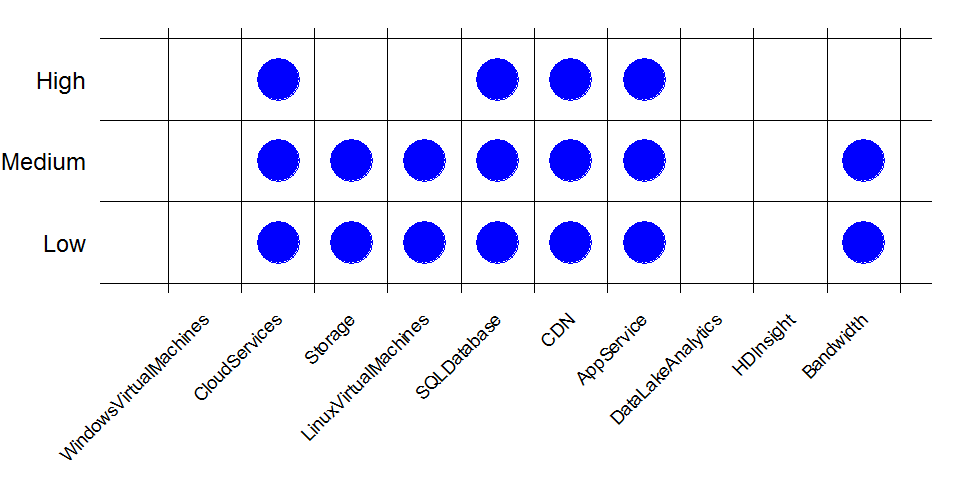 High
Medium
Low
WindowsVirtualMachines
CloudServices
Storage
LinuxVirtualMachines
SQLDatabase
CDN
AppService
DataLakeAnalytics
HDInsight
Bandwidth